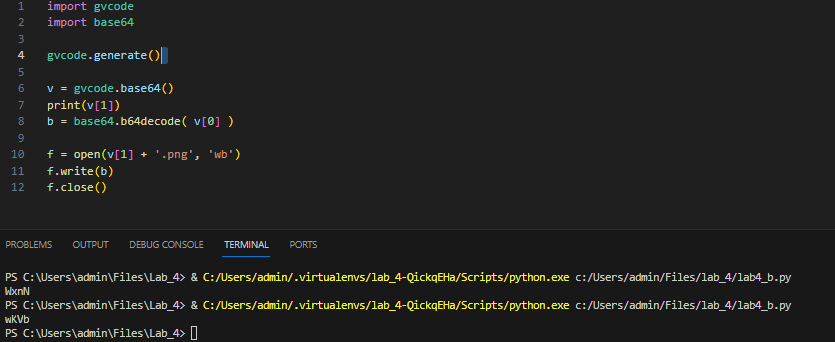 1 import gvcode
2 import base64
3
4 gvcode.generate()
5
6 v = gvcode.base64()
7 print(v[1])
8 b = base64.b64decode( v[0] )
9
10 f = open(v[1] + '.png', 'wb')
11 f.write(b)
12 f.close()
PROBLEMS OUTPUT DEBUG CONSOLE TERMINAL PORTS
PS C:\Users\admin\Files\Lab_4> & C:/Users/admin/.virtualenvs/lab_4-QickqEHa/Scripts/python.exe c:/Users/admin/Files/lab_4/lab4_b.py
WxnN
PS C:\Users\admin\Files\Lab_4> & C:/Users/admin/.virtualenvs/lab_4-QickqEHa/Scripts/python.exe c:/Users/admin/Files/lab_4/lab4_b.py
wKVb
PS C:\Users\admin\Files\Lab_4>